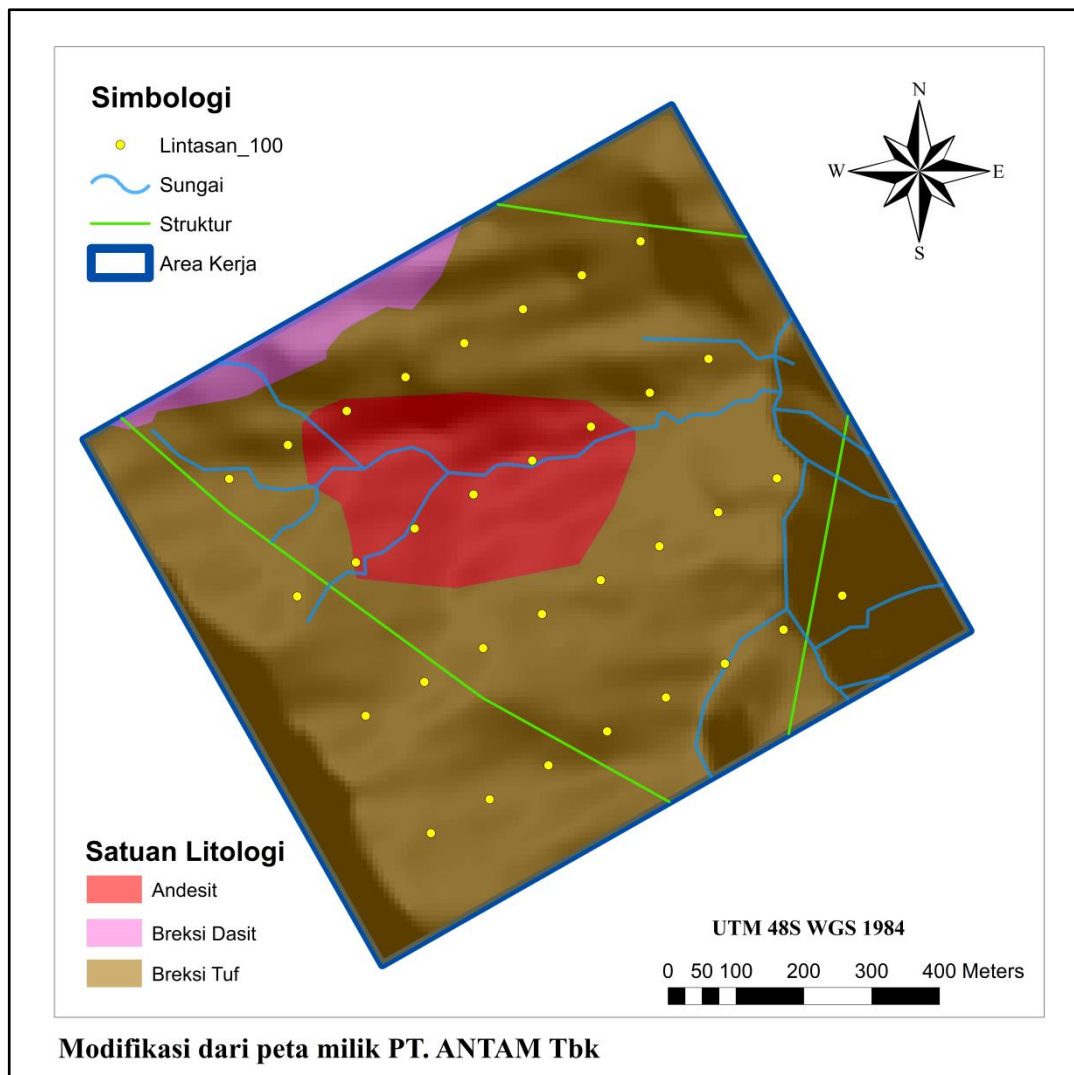 Simbologi
Lintasan_100
Sungai
Struktur
Area Kerja
N
W E
S
Satuan Litologi
Andesit
Breksi Dasit
Breksi Tuf
UTM 48S WGS 1984
0 50 100 200 300 400 Meters
Modifikasi dari peta milik PT. ANTAM Tbk